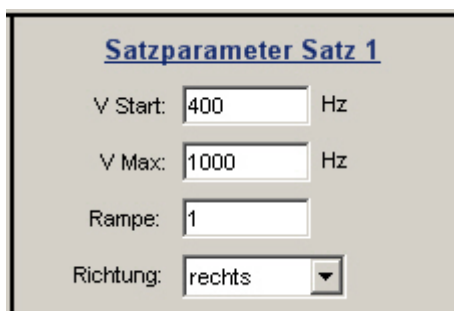 Satzparameter Satz 1
V Start: 400 Hz
V Max: 1000 Hz
Rampe: 1
Richtung: rechts